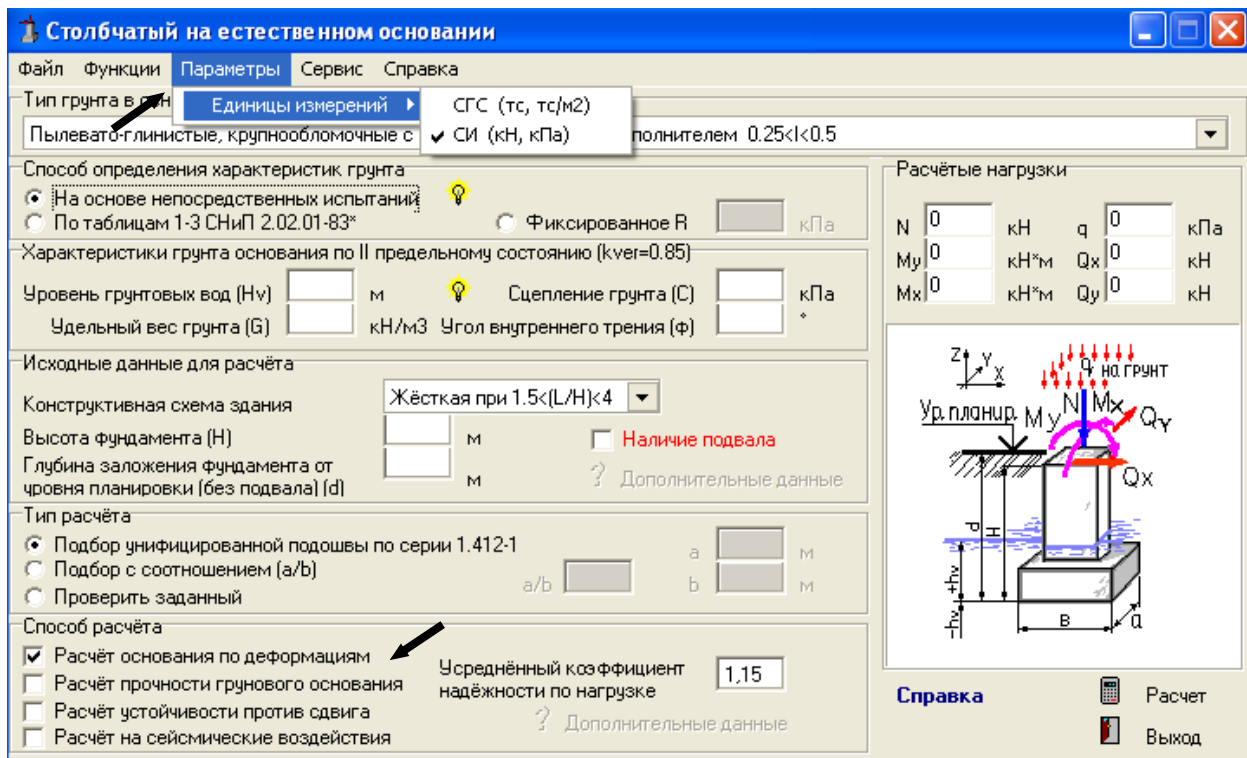 Столбчатый на естественном основании
Файл Функции Параметры Сервис Справка
Единицы измерений
СГС (тс, тс/м2)
СИ (кН, кПа)
Тип грунта в
Пылевато-глинистые, крупнообломочные с
0.25<I<0.5
Способ определения характеристик грунта
На основе непосредственных испытаний
По таблицам 1-3 СНиП 2.02.01-83*
Фиксированное R кПа
Характеристики грунта основания по II предельному состоянию (kver=0.85)
Уровень грунтовых вод (Hv) м
Сцепление грунта (C) кПа
Удельный вес грунта (G) кН/м3
Угол внутреннего трения (ф) °
Исходные данные для расчёта
Конструктивная схема здания Жёсткая при 1.5<(L/H)<4
Высота фундамента (H) м
Наличие подвала
Глубина заложения фундамента от
уровня планировки (без подвала) (d) м
? Дополнительные данные
Тип расчёта
Подбор унифицированной подошвы по серии 1.412-1
Подбор с соотношением (a/b)
Проверить заданный
a/b
a м
b м
Способ расчёта
Расчёт основания по деформациям
Расчёт прочности грунового основания
Расчёт устойчивости против сдвига
Расчёт на сейсмические воздействия
Усреднённый коэффициент
надёжности по нагрузке 1,15
? Дополнительные данные
Расчётые нагрузки
N 0 кН q 0 кПа
My 0 кН*м Qx 0 кН
Mx 0 кН*м Qy 0 кН
Z Y X
q на грунт
Ур. планир. My N Mx Qy
Qx
d H
+hv
-hv
B a
Справка
Расчет
Выход